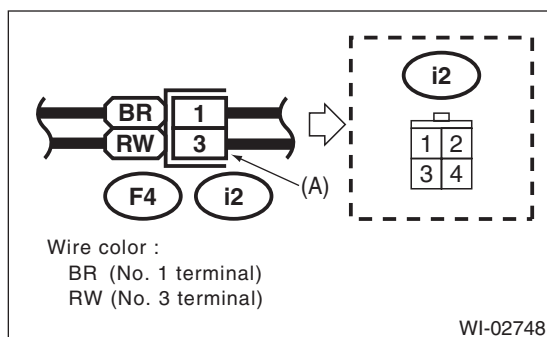 i2
BR 1
RW 3
1 2
3 4
F4 i2 (A)
Wire color :
BR (No. 1 terminal)
RW (No. 3 terminal)
WI-02748